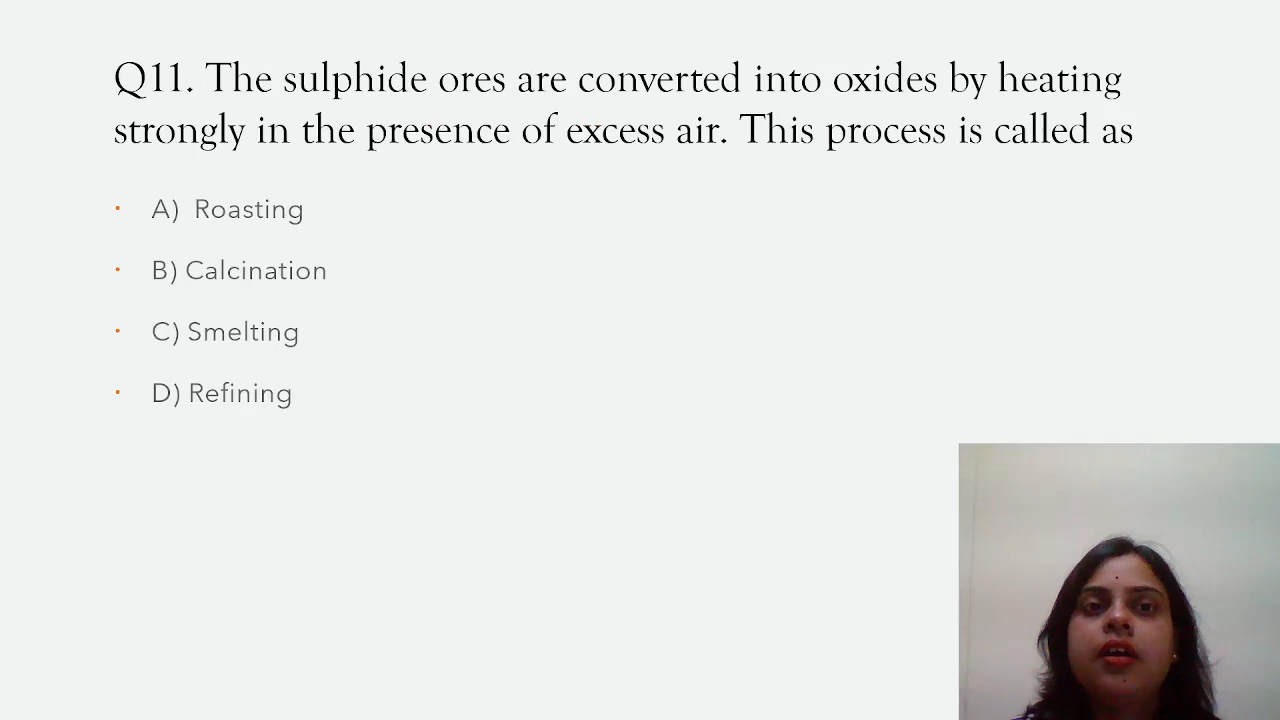 Q11. The sulphide ores are converted into oxides by heating
strongly in the presence of excess air. This process is called as
• A) Roasting
• B) Calcination
• C) Smelting
• D) Refining